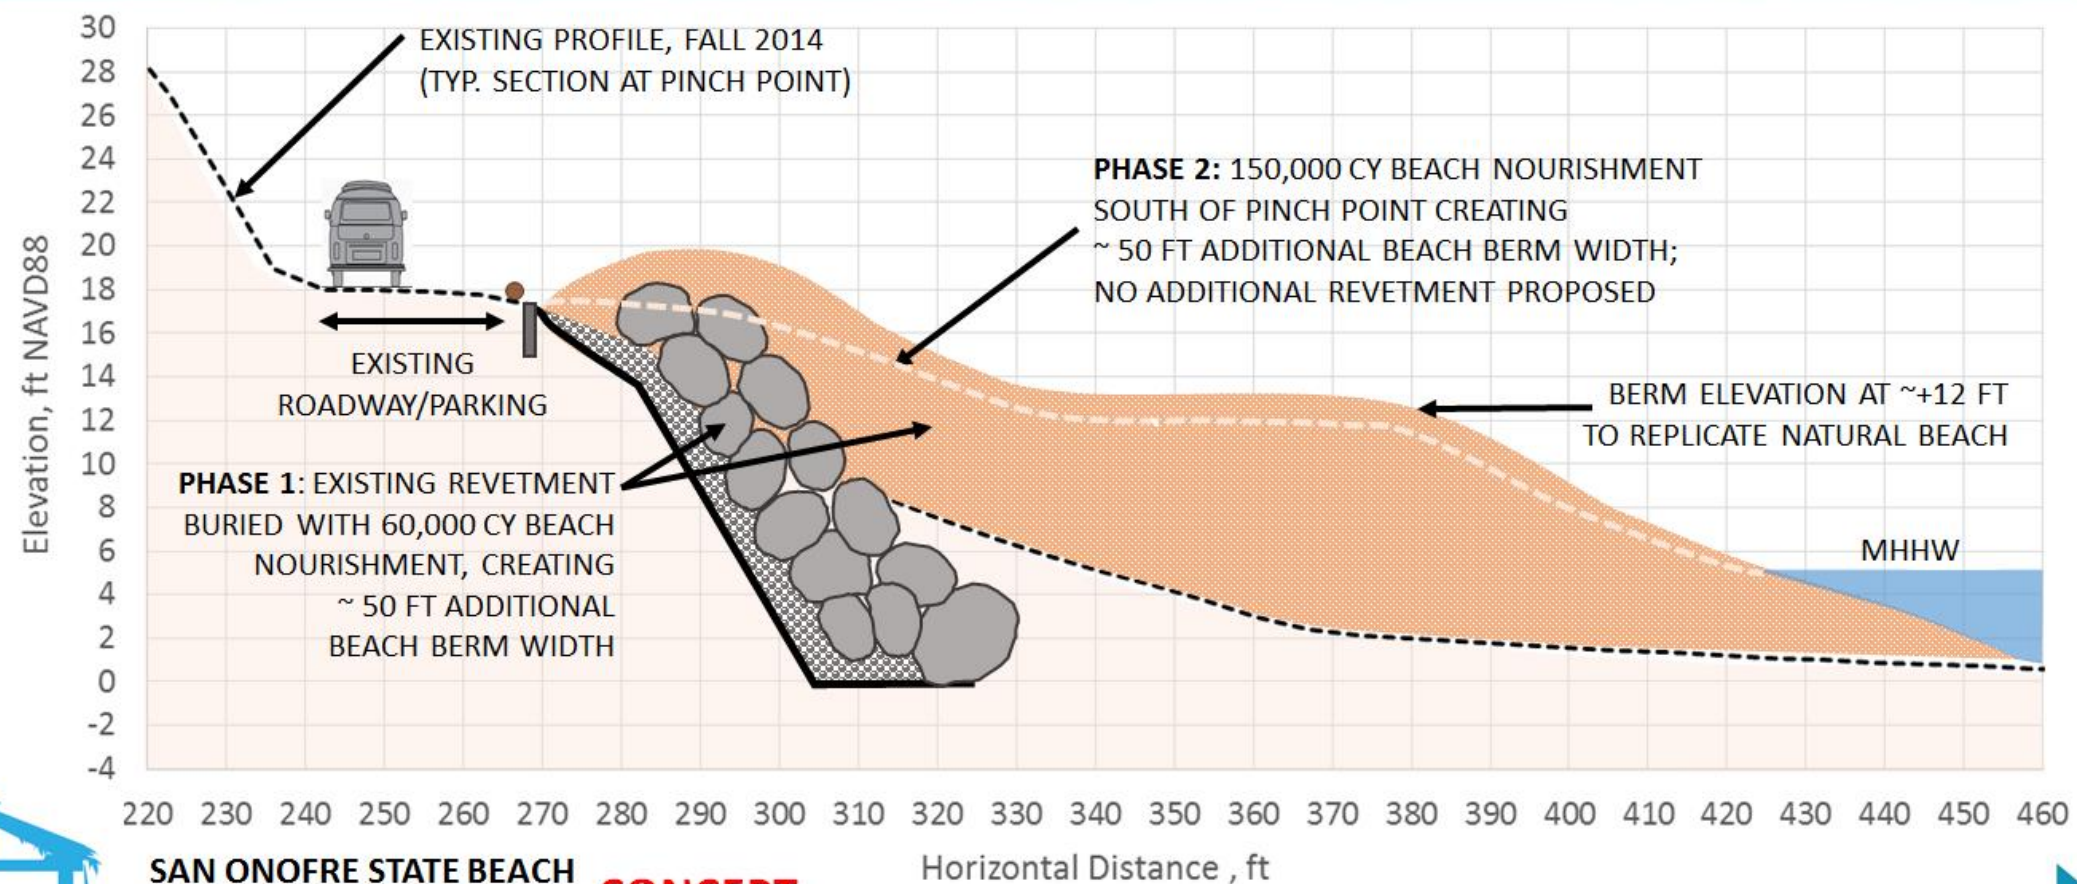 30
28
26
24
22
20
18
16
14
12
10
8
6
4
2
0
-2
-4
Elevation, ft NAVD88
EXISTING PROFILE, FALL 2014
(TYP. SECTION AT PINCH POINT)
PHASE 2: 150,000 CY BEACH NOURISHMENT
SOUTH OF PINCH POINT CREATING
~ 50 FT ADDITIONAL BEACH BERM WIDTH;
NO ADDITIONAL REVETMENT PROPOSED
EXISTING
ROADWAY/PARKING
BERM ELEVATION AT ~+12 FT
TO REPLICATE NATURAL BEACH
PHASE 1: EXISTING REVETMENT
BURIED WITH 60,000 CY BEACH
NOURISHMENT, CREATING
~ 50 FT ADDITIONAL
BEACH BERM WIDTH
MHHW
220 230 240 250 260 270 280 290 300 310 320 330 340 350 360 370 380 390 400 410 420 430 440 450 460
Horizontal Distance , ft
SAN ONOFRE STATE BEACH
CONCEPT